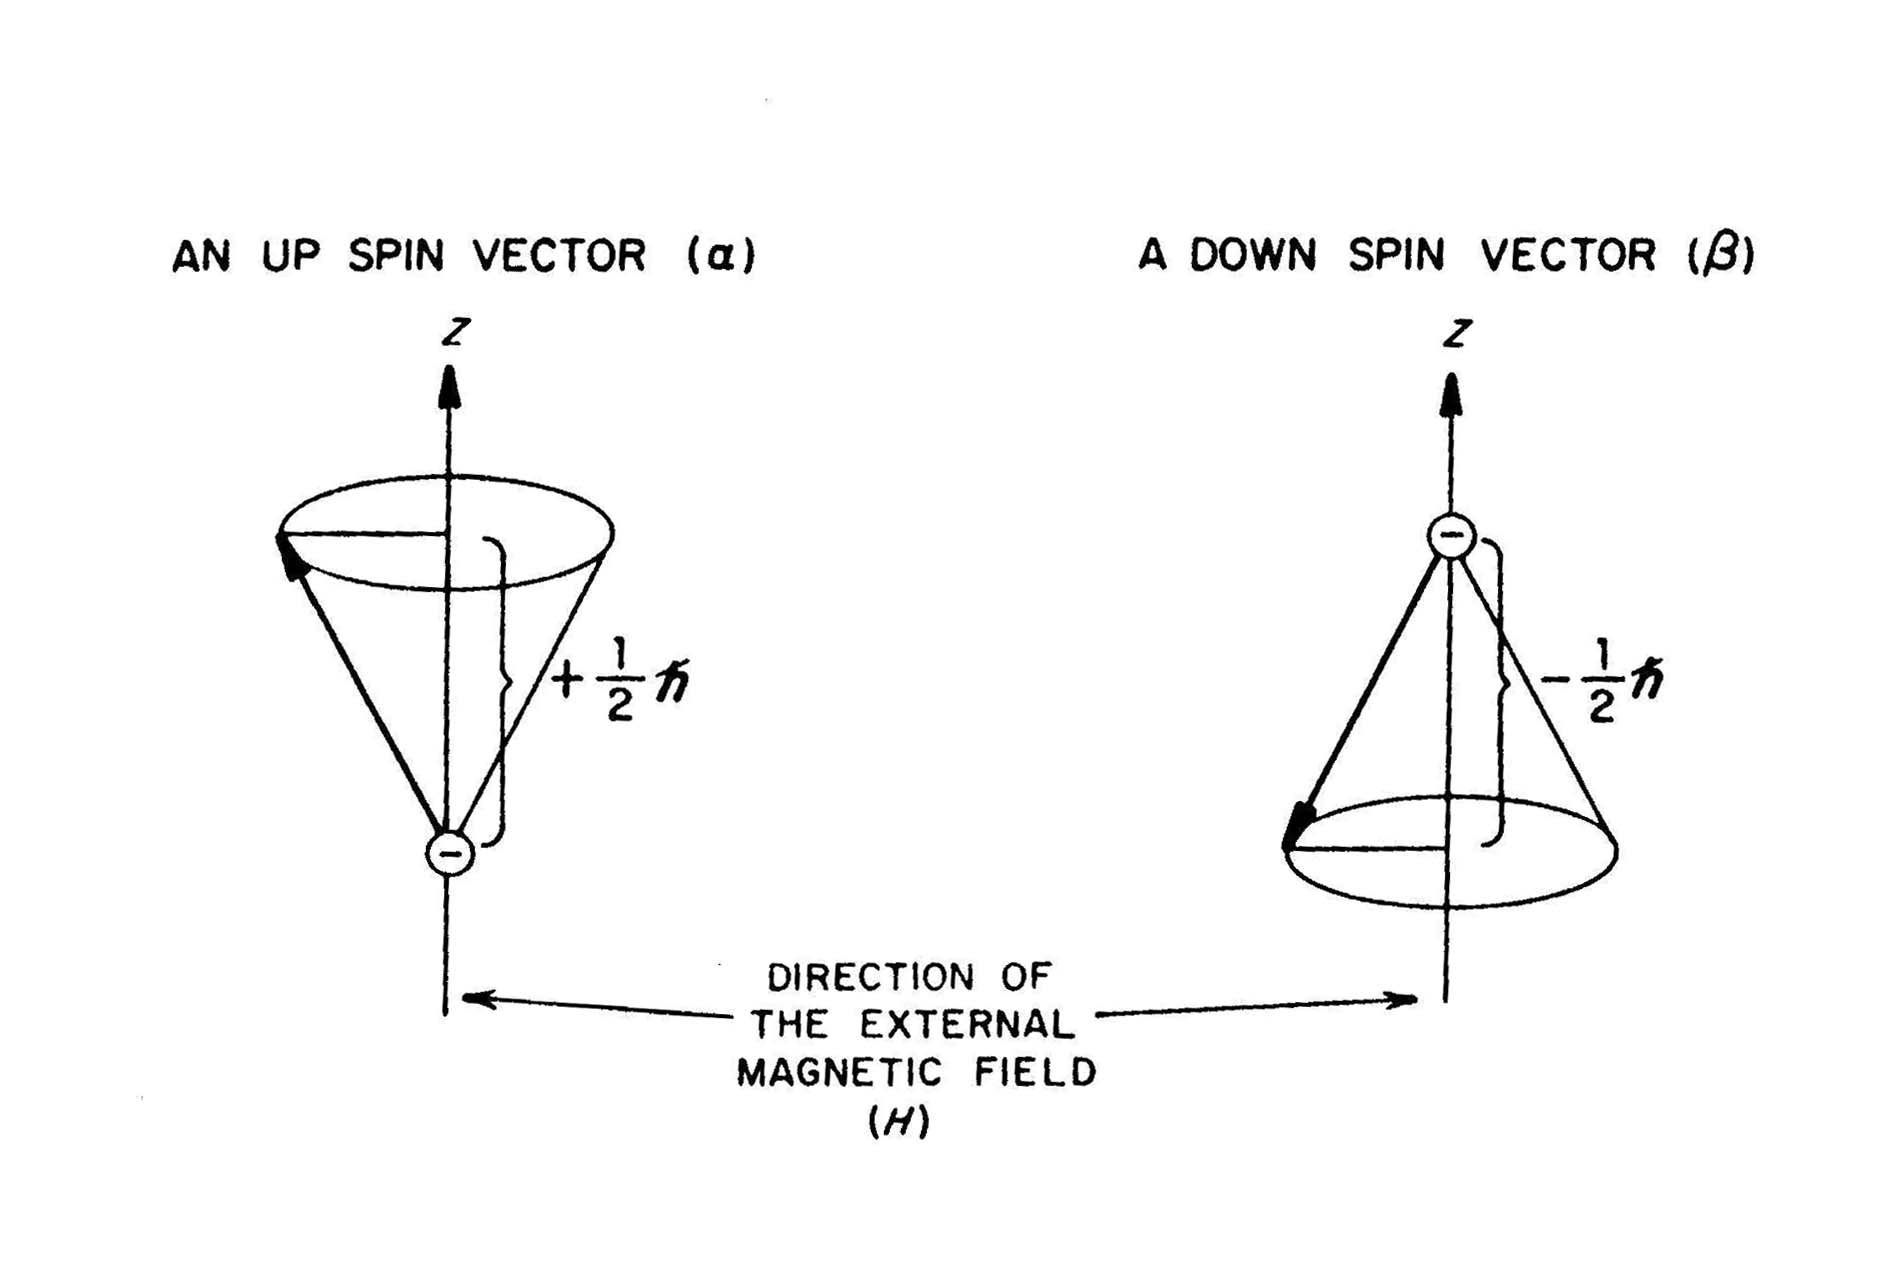 AN UP SPIN VECTOR (α)
A DOWN SPIN VECTOR (β)
Z
Z
−
−
+ 1/2 ℏ
− 1/2 ℏ
DIRECTION OF
THE EXTERNAL
MAGNETIC FIELD
(H)